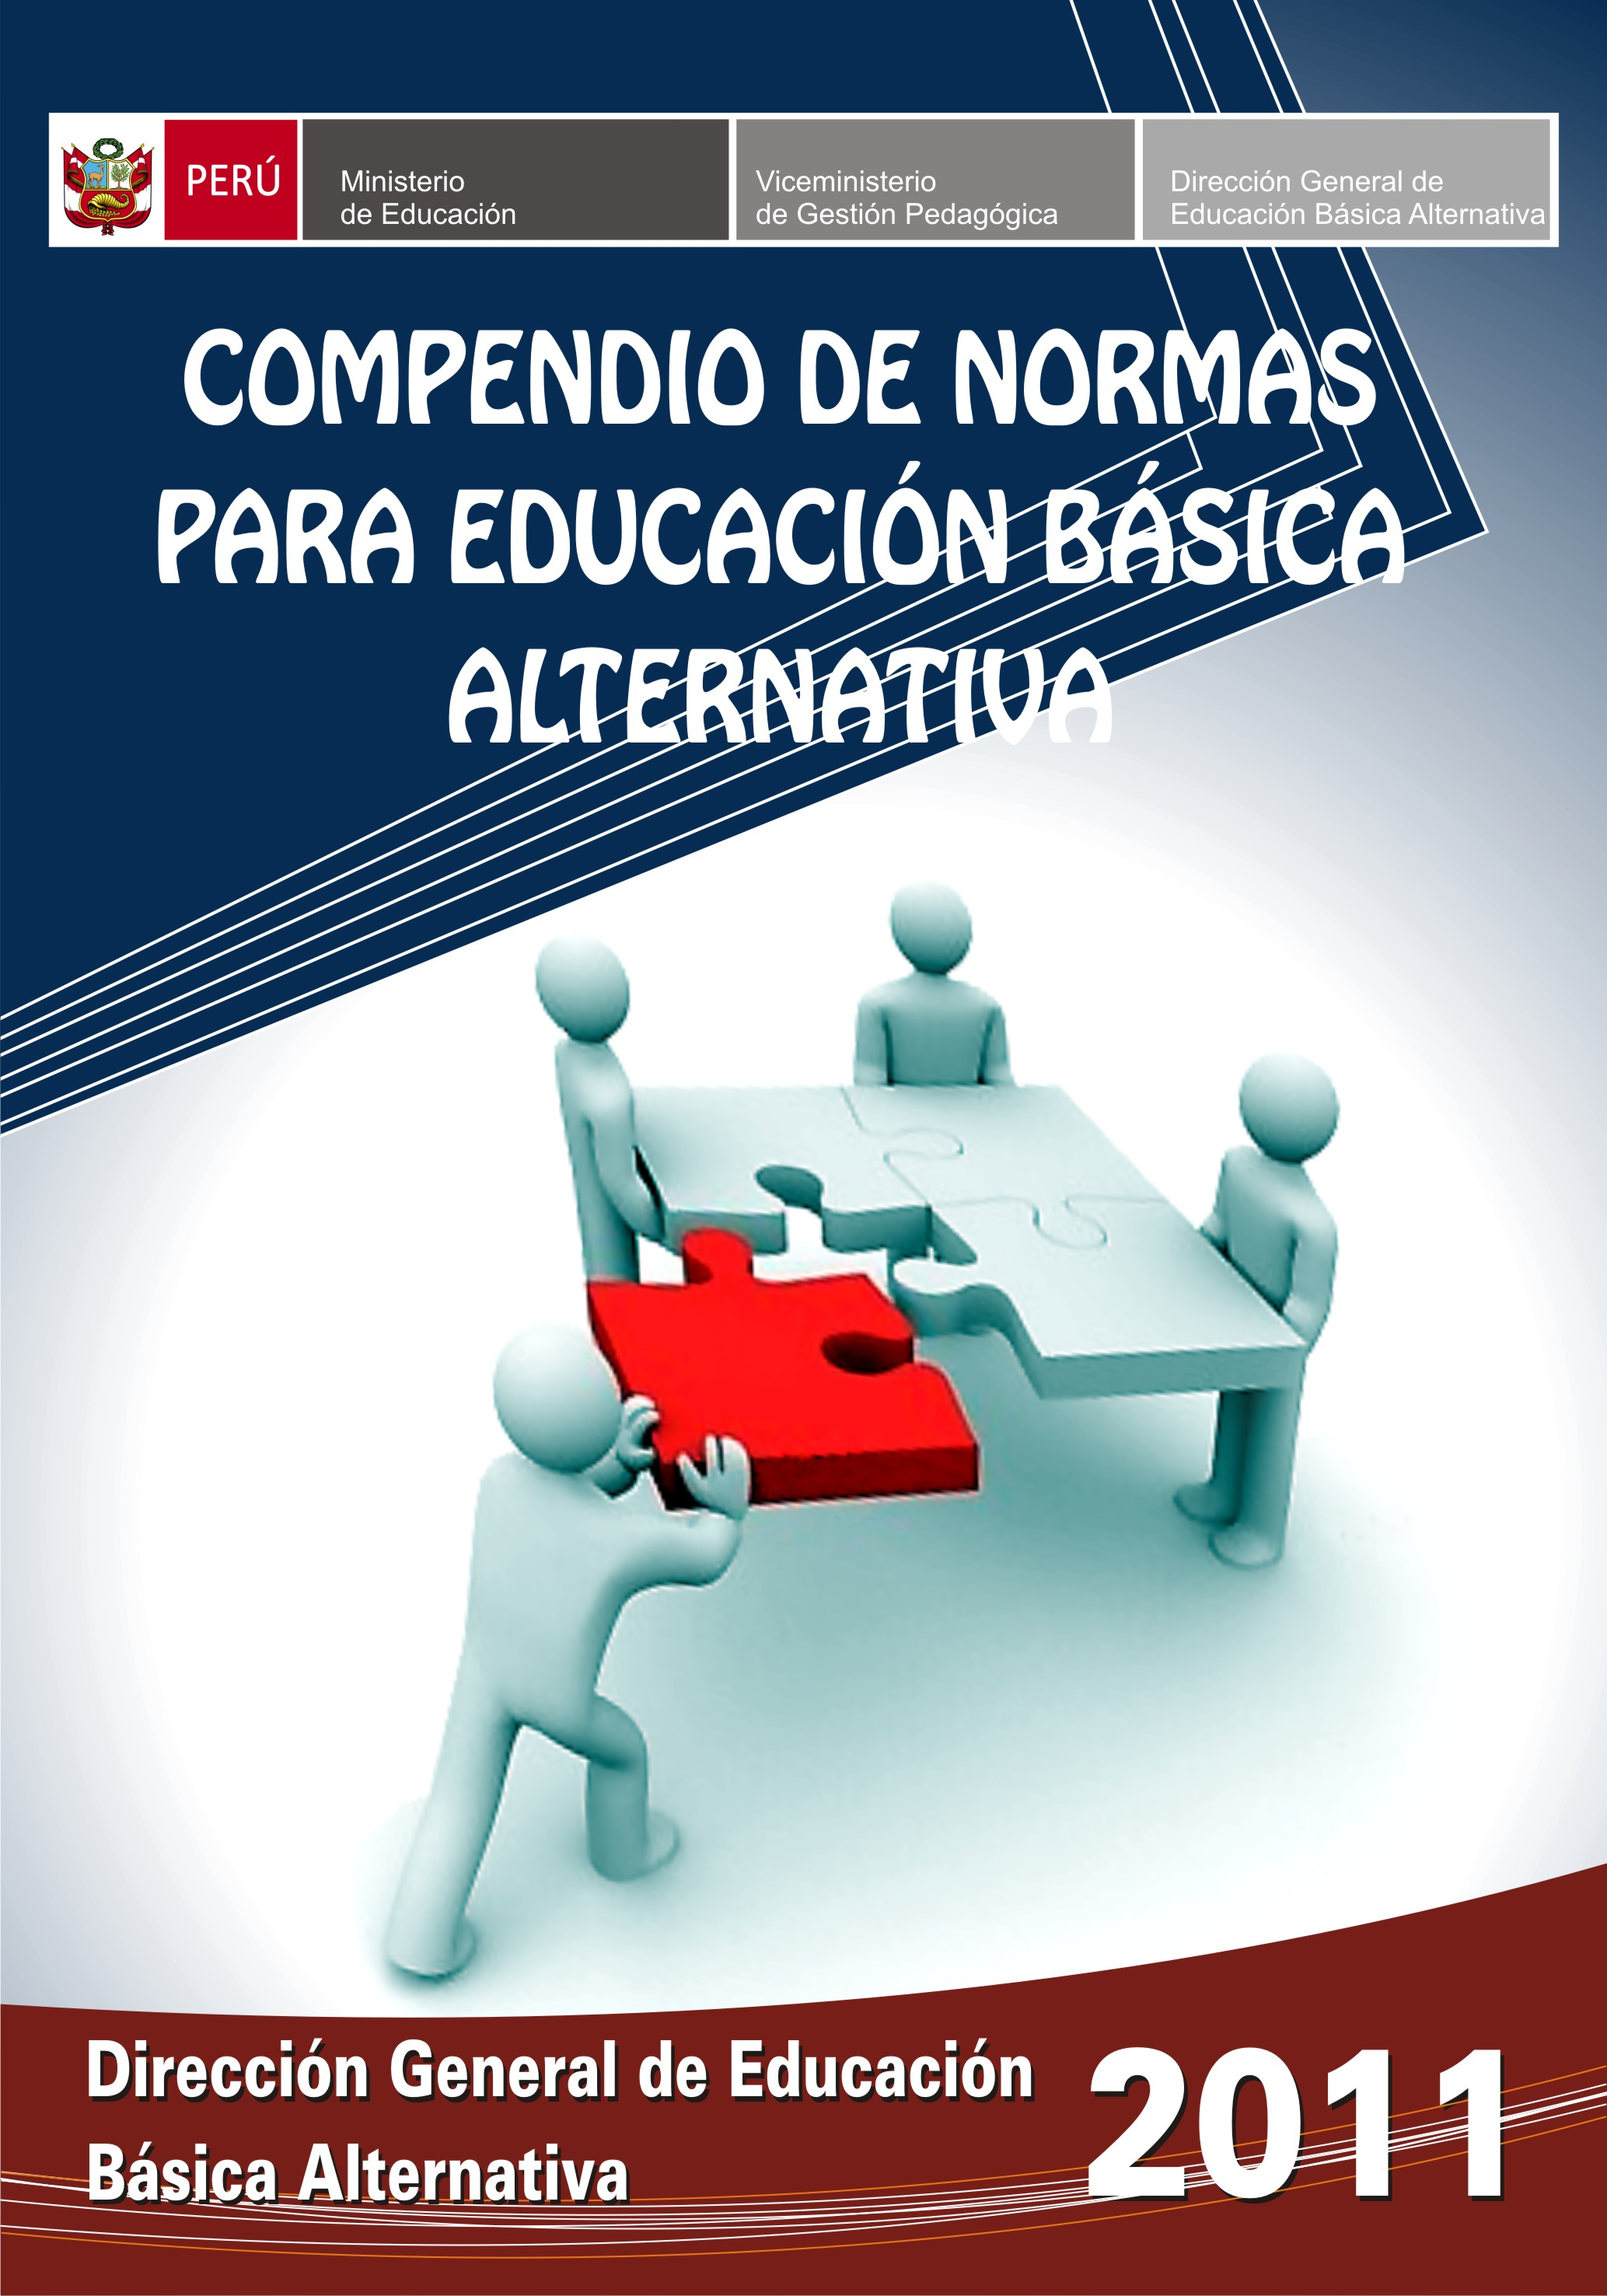 PERÚ
Ministerio
de Educación
Viceministerio
de Gestión Pedagógica
Dirección General de
Educación Básica Alternativa
COMPENDIO DE NORMAS
PARA EDUCACIÓN BÁSICA
ALTERNATIVA
Dirección General de Educación
Básica Alternativa
2011